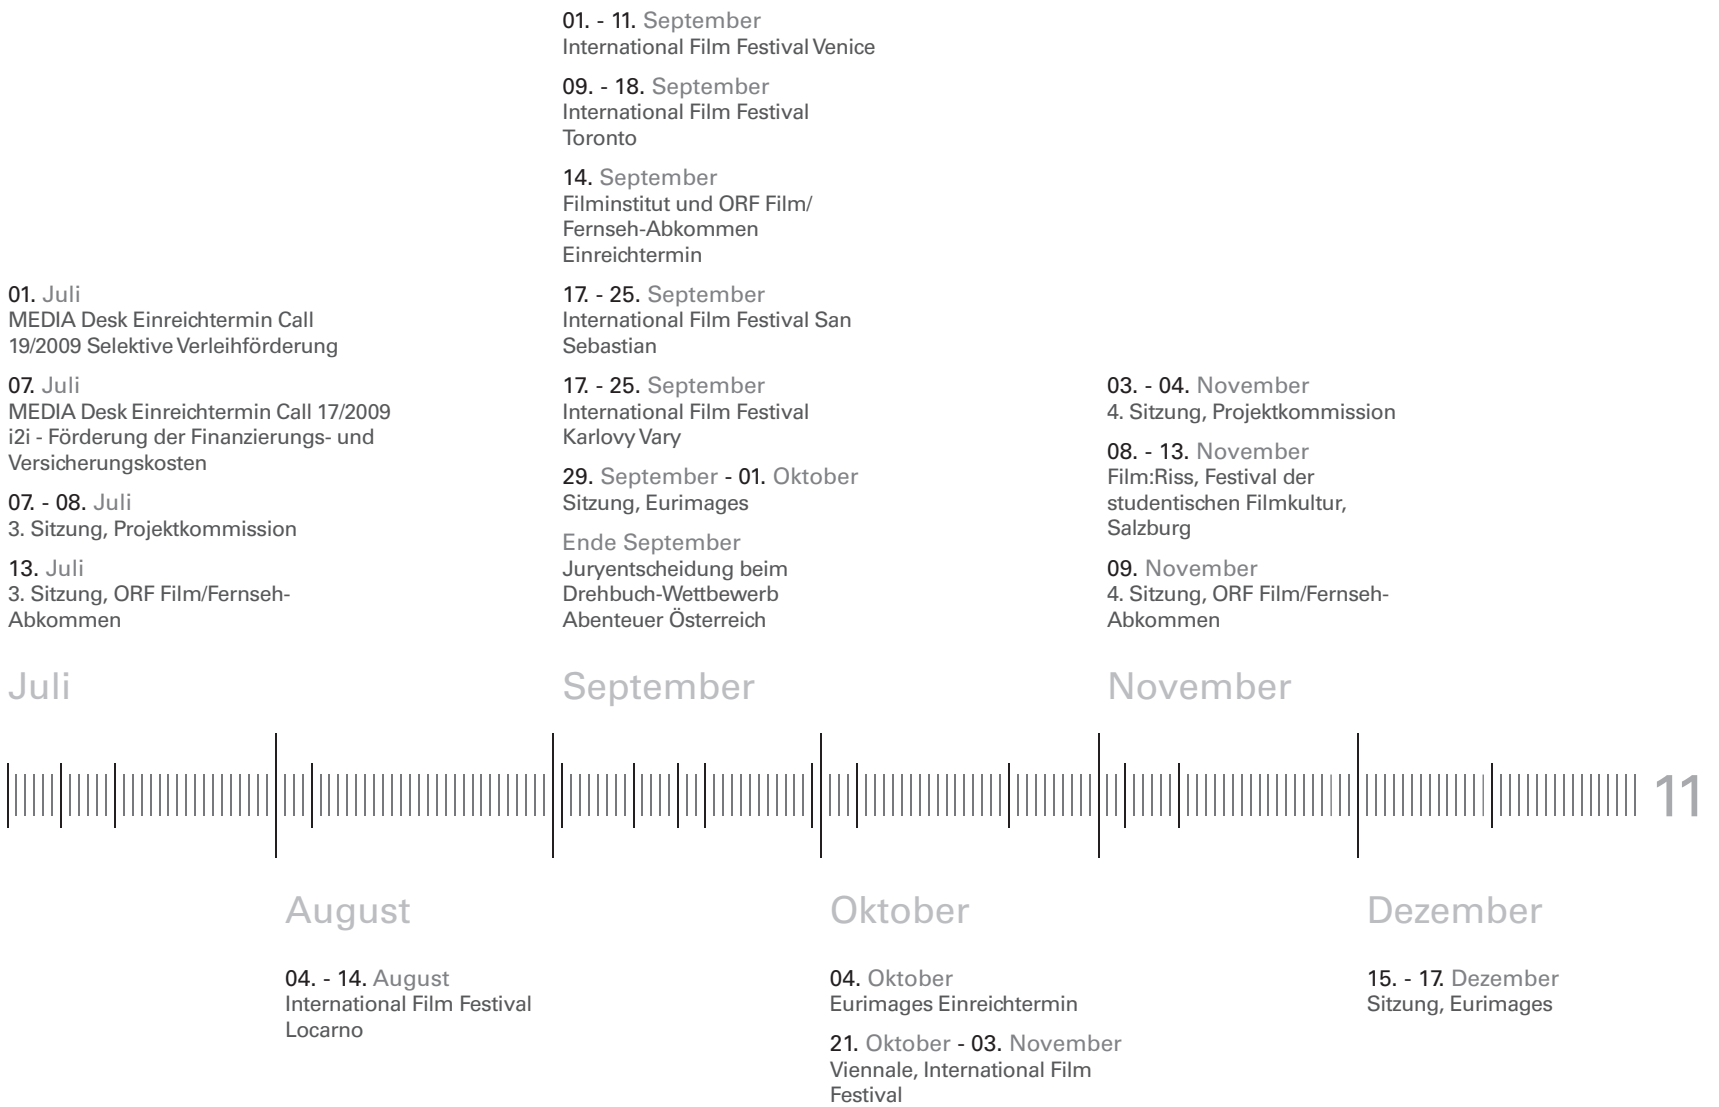 01. Juli
MEDIA Desk Einreichtermin Call
19/2009 Selektive Verleihförderung
07. Juli
MEDIA Desk Einreichtermin Call 17/2009
i2i - Förderung der Finanzierungs- und
Versicherungskosten
07. - 08. Juli
3. Sitzung, Projektkommission
13. Juli
3. Sitzung, ORF Film/Fernseh-
Abkommen
Juli
01. - 11. September
International Film Festival Venice
09. - 18. September
International Film Festival
Toronto
14. September
Filminstitut und ORF Film/
Fernseh-Abkommen
Einreichtermin
17. - 25. September
International Film Festival San
Sebastian
17. - 25. September
International Film Festival
Karlovy Vary
29. September - 01. Oktober
Sitzung, Eurimages
Ende September
Juryentscheidung beim
Drehbuch-Wettbewerb
Abenteuer Österreich
September
03. - 04. November
4. Sitzung, Projektkommission
08. - 13. November
Film:Riss, Festival der
studentischen Filmkultur,
Salzburg
09. November
4. Sitzung, ORF Film/Fernseh-
Abkommen
November
11
August
04. - 14. August
International Film Festival
Locarno
Oktober
04. Oktober
Eurimages Einreichtermin
21. Oktober - 03. November
Viennale, International Film
Festival
Dezember
15. - 17. Dezember
Sitzung, Eurimages